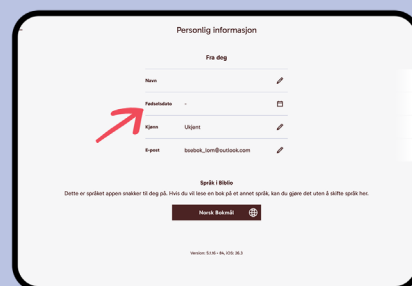 Personlig informasjon
Fra deg
Navn
Fødselsdato -
Kjønn Ukjent
E-post boabok_iom@outlook.com
Språk i Biblio
Dette er språket appen snakker til deg på. Hvis du vil lese en bok på et annet språk, kan du gjøre det uten å skifte språk her.
Norsk Bokmål